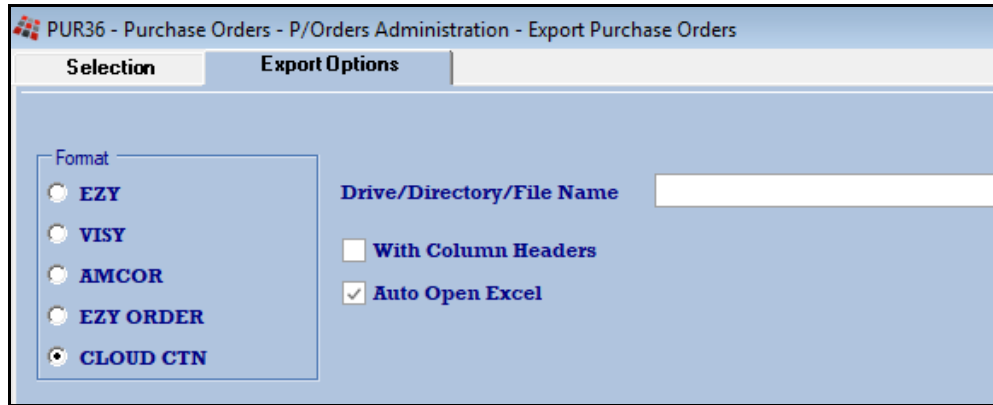 PUR36 - Purchase Orders - P/Orders Administration - Export Purchase Orders
Selection
Export Options
Format
EZY
VISY
AMCOR
EZY ORDER
CLOUD CTN
Drive/Directory/File Name
With Column Headers
Auto Open Excel